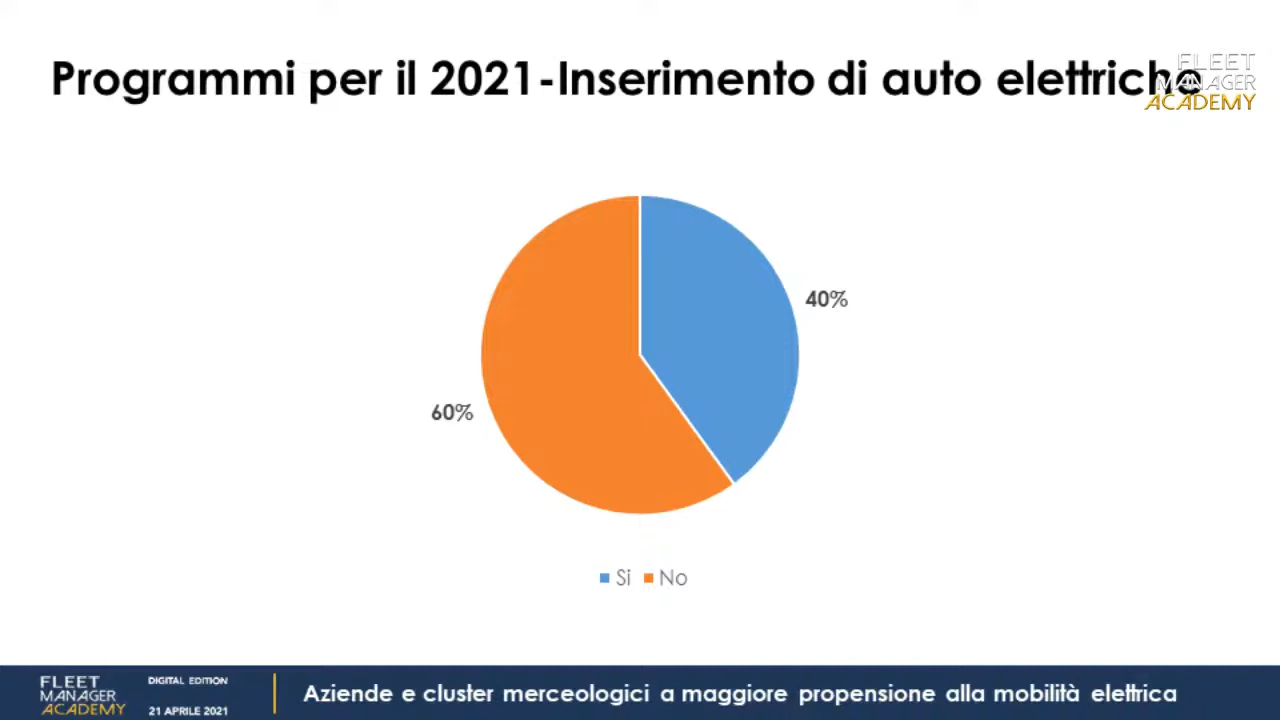 Programmi per il 2021-Inserimento di auto elettriche
FLEET
MANAGER
ACADEMY
40%
60%
Si No
FLEET
MANAGER
ACADEMY
DIGITAL EDITION
21 APRILE 2021
Aziende e cluster merceologici a maggiore propensione alla mobilità elettrica